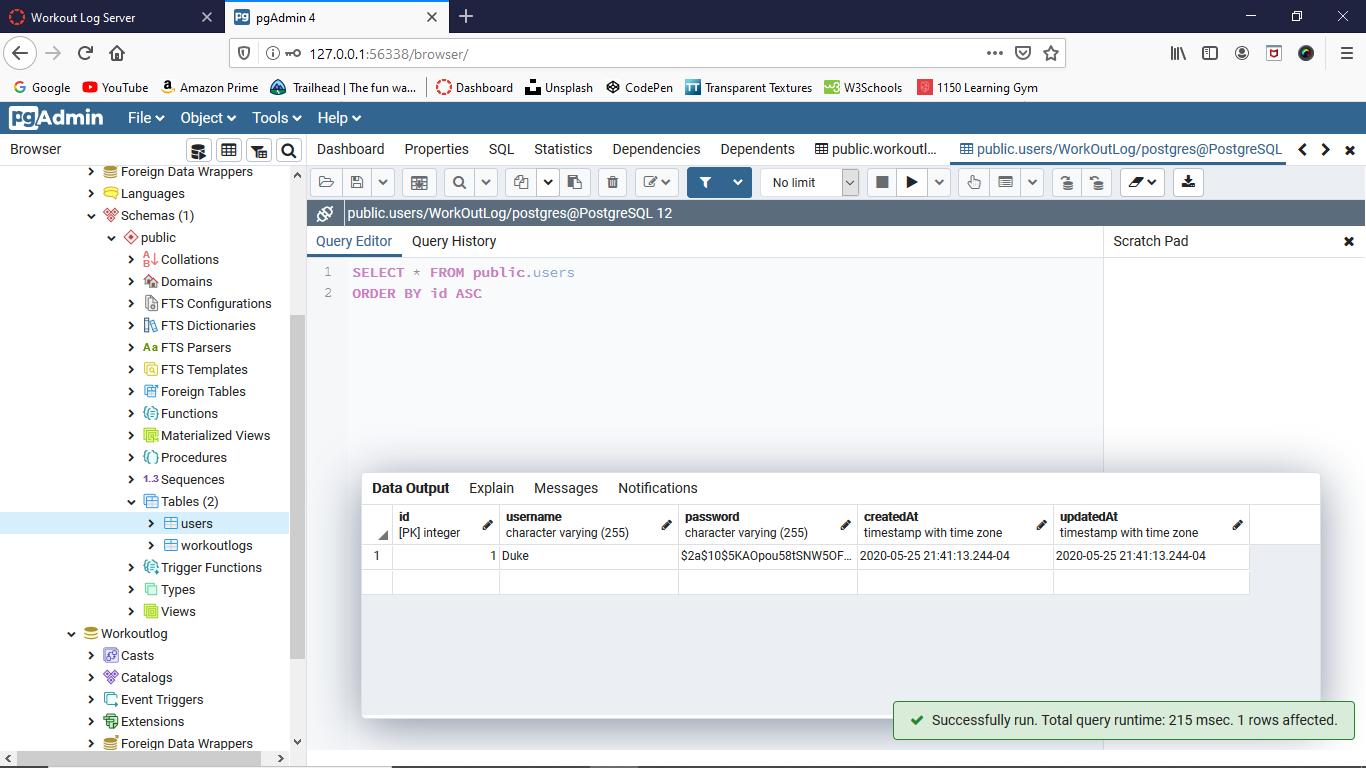 Workout Log Server
pgAdmin 4
127.0.0.1:56338/browser/
Google YouTube Amazon Prime Trailhead | The fun wa... Dashboard Unsplash CodePen Transparent Textures W3Schools 1150 Learning Gym
pgAdmin File Object Tools Help
Browser
Dashboard Properties SQL Statistics Dependencies Dependents public.workoutl... public.users/WorkOutLog/postgres@PostgreSQL
No limit
public.users/WorkOutLog/postgres@PostgreSQL 12
Query Editor Query History
Scratch Pad
1 SELECT * FROM public.users
2 ORDER BY id ASC
Foreign Data Wrappers
Languages
Schemas (1)
public
Collations
Domains
FTS Configurations
FTS Dictionaries
Aa FTS Parsers
FTS Templates
Foreign Tables
Functions
Materialized Views
Procedures
1..3 Sequences
Tables (2)
users
workoutlogs
Trigger Functions
Types
Views
Workoutlog
Casts
Catalogs
Event Triggers
Extensions
Foreign Data Wrappers
Data Output Explain Messages Notifications
id username password createdAt updatedAt
[PK] integer character varying (255) character varying (255) timestamp with time zone timestamp with time zone
1 1 Duke $2a$10$5KAOpou58tSNW5OF... 2020-05-25 21:41:13.244-04 2020-05-25 21:41:13.244-04
Successfully run. Total query runtime: 215 msec. 1 rows affected.